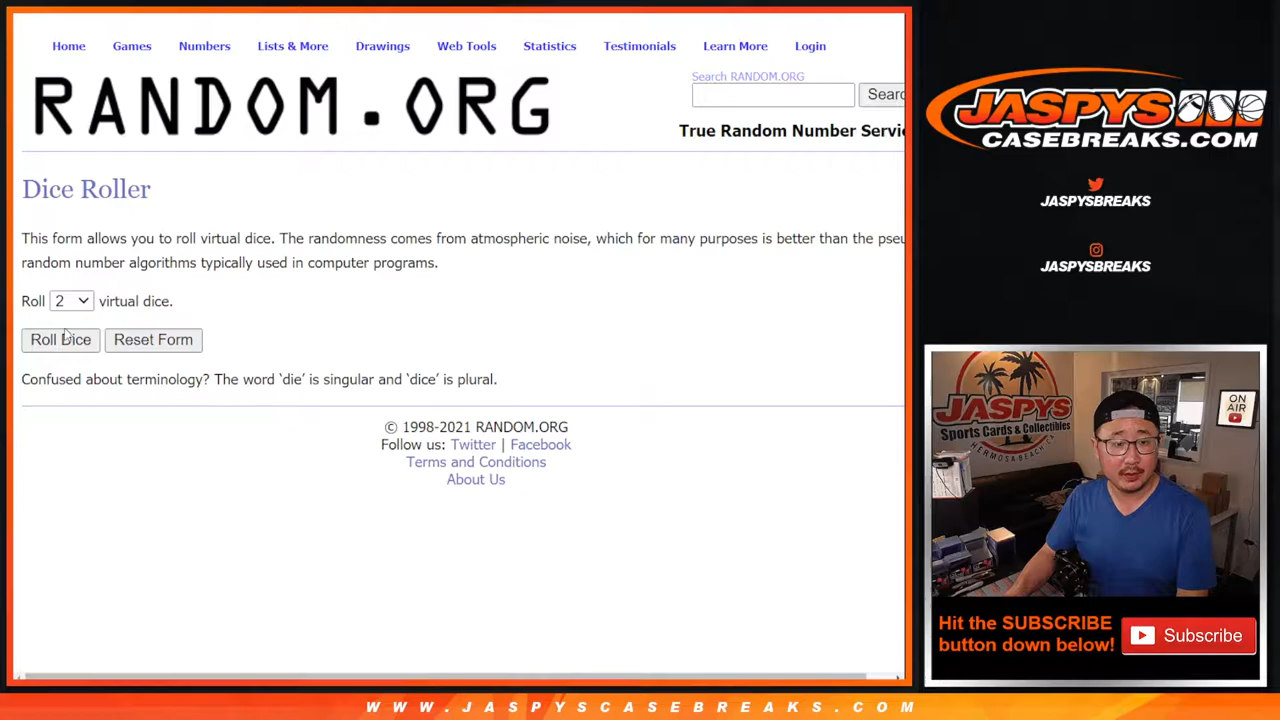 Home Games Numbers Lists & More Drawings Web Tools Statistics Testimonials Learn More Login
RANDOM.ORG
Search RANDOM.ORG
Searc
True Random Number Servi
Dice Roller
This form allows you to roll virtual dice. The randomness comes from atmospheric noise, which for many purposes is better than the pseu
random number algorithms typically used in computer programs.
Roll 2 virtual dice.
Roll Dice Reset Form
Confused about terminology? The word ‘die’ is singular and ‘dice’ is plural.
© 1998-2021 RANDOM.ORG
Follow us: Twitter | Facebook
Terms and Conditions
About Us
JASPYS
CASEBREAKS.COM
JASPYSBREAKS
JASPYSBREAKS
JASPYS
Sports Cards & Collectibles
HERMOSA BEACH, CA
ON
AIR
Hit the SUBSCRIBE
button down below!
Subscribe
WWW.JASPYSCASEBREAKS.COM